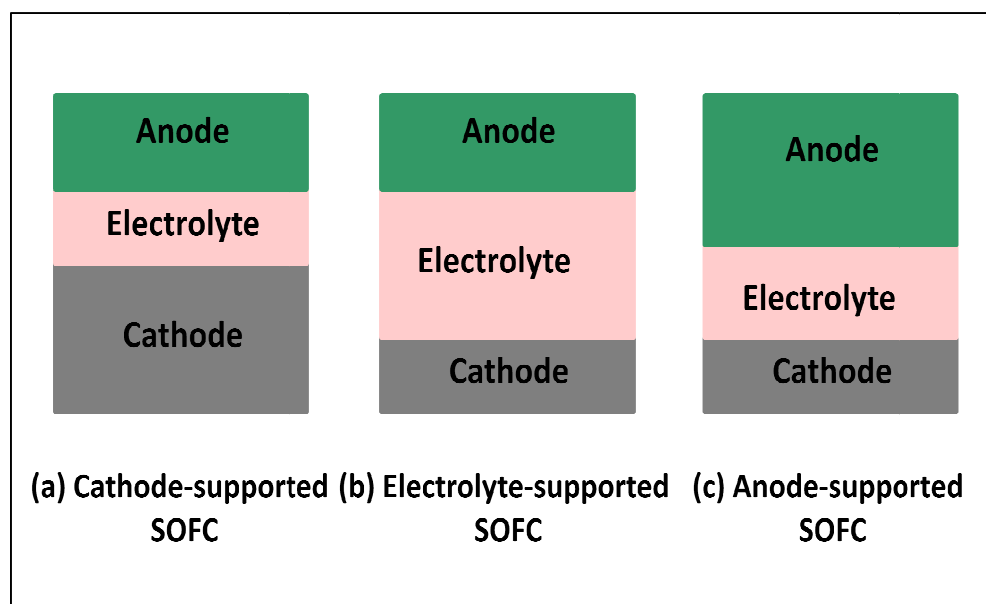 Anode
Electrolyte
Cathode
Anode
Electrolyte
Cathode
Anode
Electrolyte
Cathode
(a) Cathode-supported
SOFC
(b) Electrolyte-supported
SOFC
(c) Anode-supported
SOFC